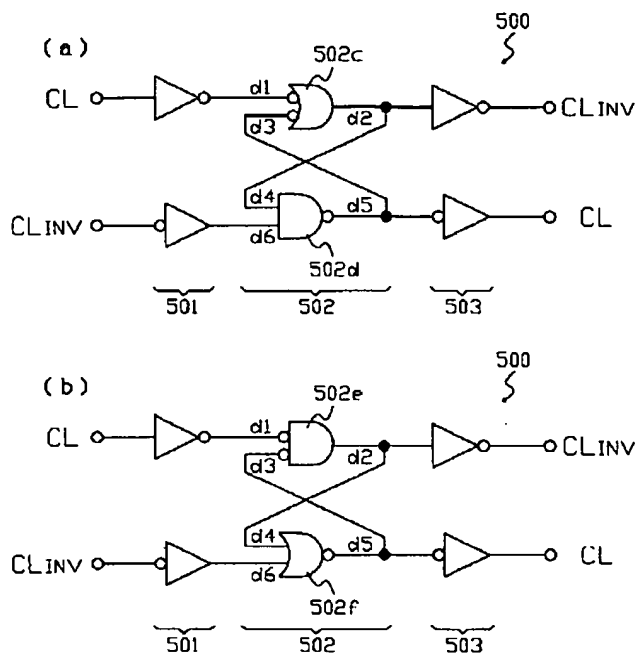 500
(a)
502c
CL
d1
d2
CLINV
d3
d4
d5
CLINV
d6
CL
502d
501
502
503
500
(b)
502e
CL
d1
d2
CLINV
d3
d4
d5
CLINV
d6
CL
502f
501
502
503